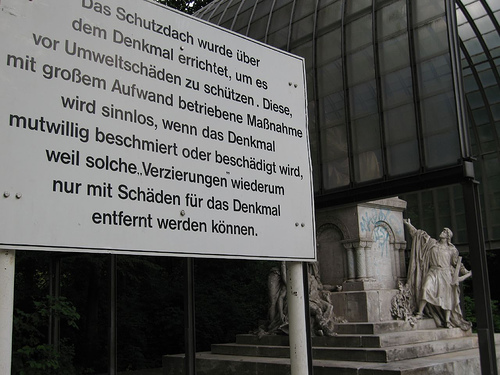 Das Schutzdach wurde über
dem Denkmal errichtet, um es
vor Umweltschäden zu schützen. Diese,
mit großem Aufwand betriebene Maßnahme
wird sinnlos, wenn das Denkmal
mutwillig beschmiert oder beschädigt wird,
weil solche „Verzierungen" wiederum
nur mit Schäden für das Denkmal
entfernt werden können.